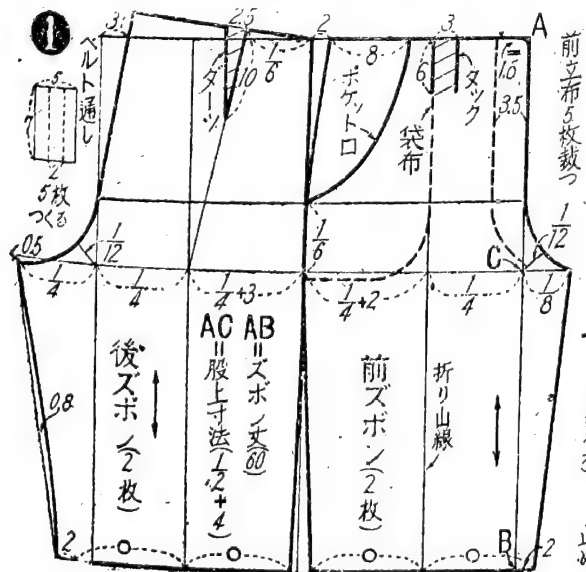 1
ベルト通し
5
7
2
5枚つくる
3
2.5
ダーツ
10
1/6
2
8
ポケット口
6
袋布
3
タック
3.5
A
前立布5枚裁つ
0.5
1/12
1/4
1/4
1/4+3
1/6
1/4+2
1/4
C
1/12
1/8
0.8
後ズボン(2枚)
AC=股上寸法(1/2+4)
AB=ズボン丈(60)
前ズボン(2枚)
折り山線
2
B
2